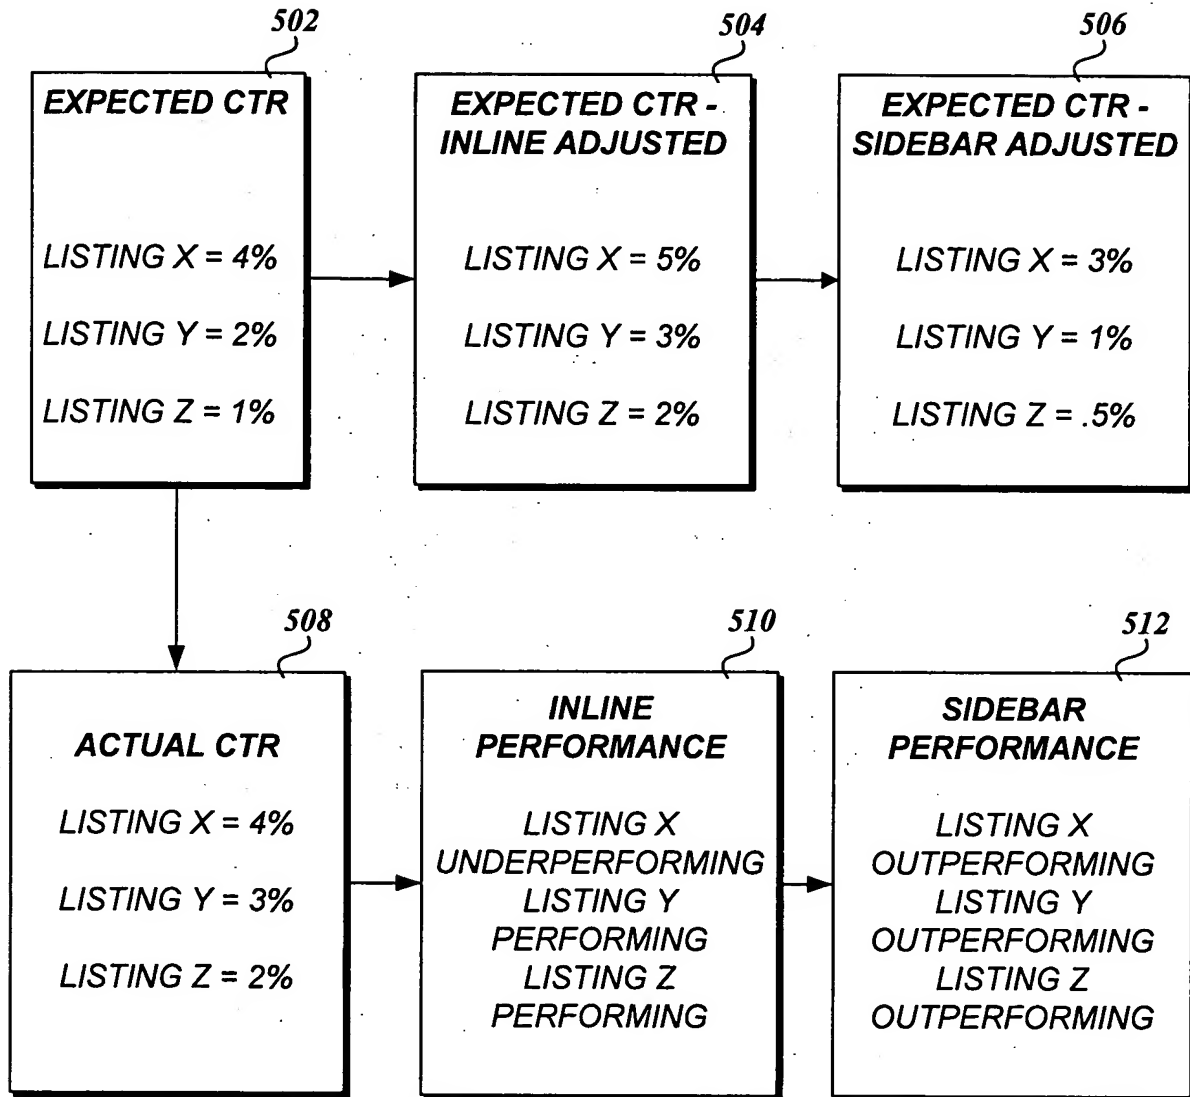 502
EXPECTED CTR
LISTING X = 4%
LISTING Y = 2%
LISTING Z = 1%
504
EXPECTED CTR -
INLINE ADJUSTED
LISTING X = 5%
LISTING Y = 3%
LISTING Z = 2%
506
EXPECTED CTR -
SIDEBAR ADJUSTED
LISTING X = 3%
LISTING Y = 1%
LISTING Z = .5%
508
ACTUAL CTR
LISTING X = 4%
LISTING Y = 3%
LISTING Z = 2%
510
INLINE
PERFORMANCE
LISTING X
UNDERPERFORMING
LISTING Y
PERFORMING
LISTING Z
PERFORMING
512
SIDEBAR
PERFORMANCE
LISTING X
OUTPERFORMING
LISTING Y
OUTPERFORMING
LISTING Z
OUTPERFORMING